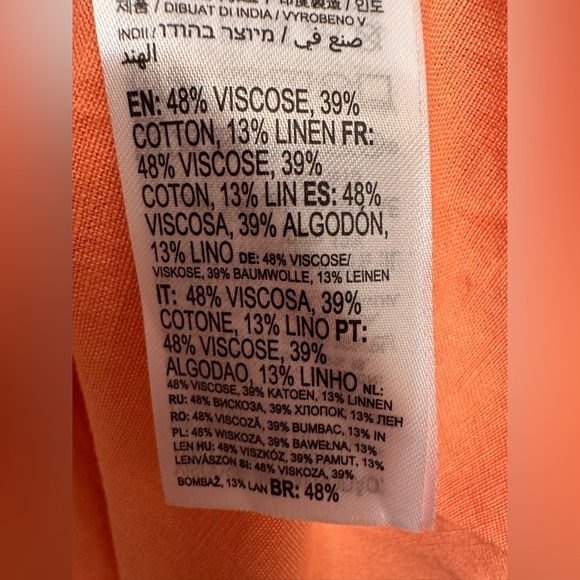 / DIBUAT DI INDIA / VYROBENO V
INDII / صنع في / מיוצר בהודו
الهند
EN: 48% VISCOSE, 39%
COTTON, 13% LINEN FR:
48% VISCOSE, 39%
COTON, 13% LIN ES: 48%
VISCOSA, 39% ALGODÓN,
13% LINO DE: 48% VISCOSE/
VISKOSE, 39% BAUMWOLLE, 13% LEINEN
IT: 48% VISCOSA, 39%
COTONE, 13% LINO PT:
48% VISCOSE, 39%
ALGODAO, 13% LINHO NL:
48% VISCOSE, 39% KATOEN, 13% LINNEN
RU: 48% ВИСКОЗА, 39% ХЛОПОК, 13% ЛЕН
RO: 48% VISCOZĂ, 39% BUMBAC, 13% IN
PL: 48% WISKOZA, 39% BAWEŁNA, 13%
LEN HU: 48% VISZKÓZ, 39% PAMUT, 13%
LENVÁSZON SI: 48% VISKOZA, 39%
BOMBAŽ, 13% LAN BR: 48%